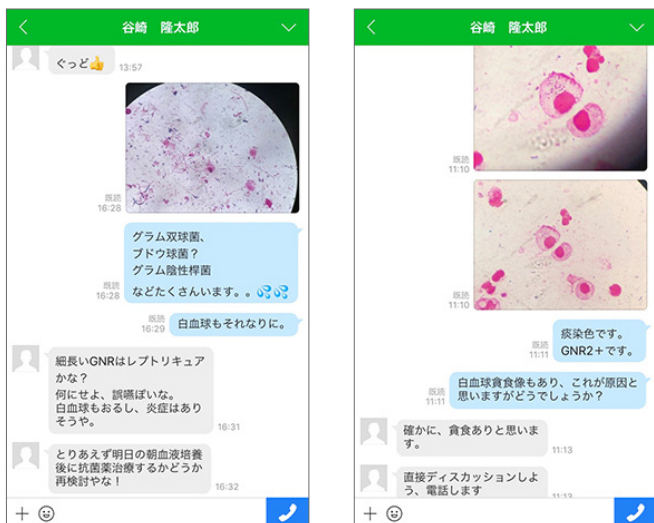 谷崎 隆太郎
ぐっど👍
13:57
既読
16:28
グラム双球菌、
ブドウ球菌？
グラム陰性桿菌
などたくさんいます。。💦💦
既読
16:28
白血球もそれなりに。
既読
16:29
細長いGNRはレプトリキュア
かな？
何にせよ、誤嚥ぽいな。
白血球もおるし、炎症はあり
そうや。
16:31
とりあえず明日の朝血液培養
後に抗菌薬治療するかどうか
再検討やな！
16:32
谷崎 隆太郎
既読
11:10
既読
11:10
痰染色です。
GNR2＋です。
既読
11:11
白血球貪食像もあり、これが原因と
思いますがどうでしょうか？
既読
11:11
確かに、貪食ありと思いま
す。
11:13
直接ディスカッションしよ
う、電話します
11:13